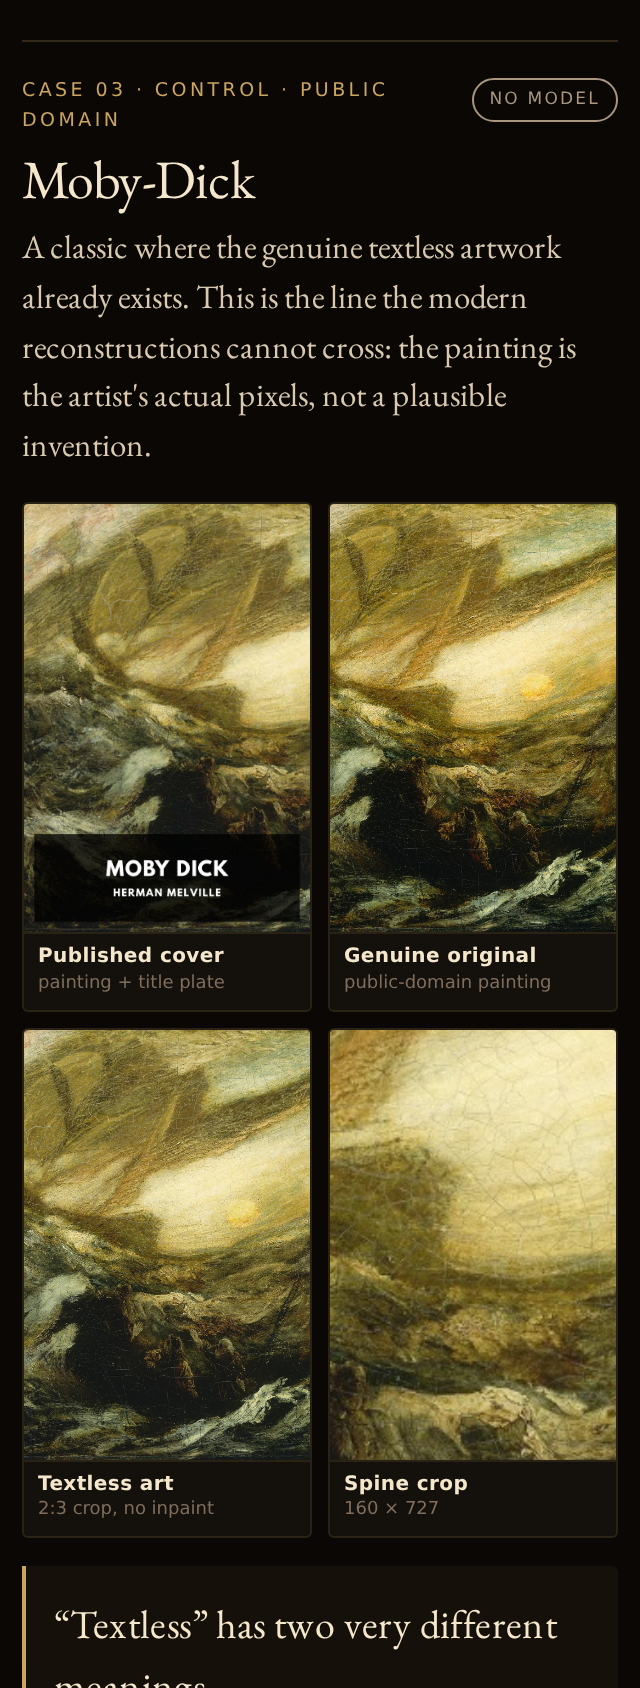 CASE 03 · CONTROL · PUBLIC
DOMAIN
NO MODEL
Moby-Dick
A classic where the genuine textless artwork
already exists. This is the line the modern
reconstructions cannot cross: the painting is
the artist's actual pixels, not a plausible
invention.
MOBY DICK
HERMAN MELVILLE
Published cover
painting + title plate
Genuine original
public-domain painting
Textless art
2:3 crop, no inpaint
Spine crop
160 × 727
“Textless” has two very different
meanings